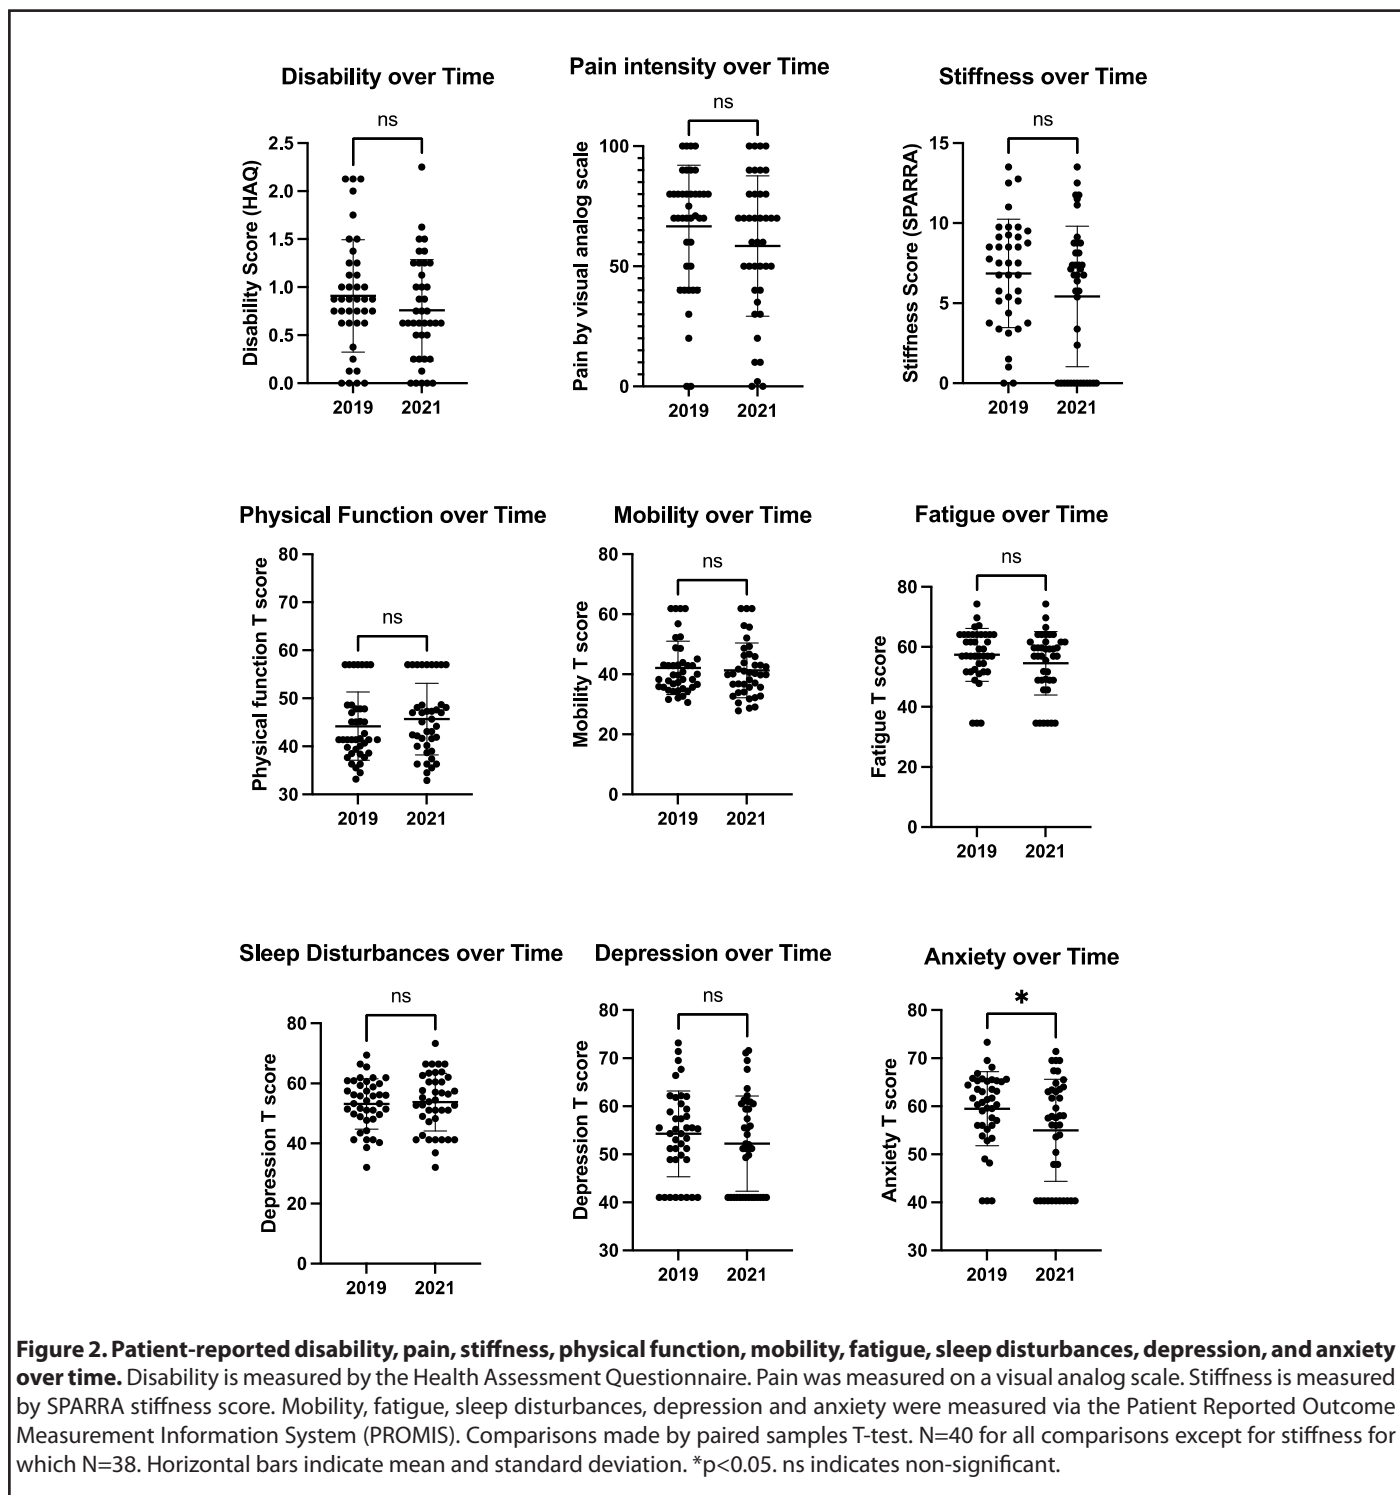 Disability over Time
ns
Disability Score (HAQ)
2.5
2.0
1.5
1.0
0.5
0.0
2019 2021
Pain intensity over Time
ns
Pain by visual analog scale
100
50
0
2019 2021
Stiffness over Time
ns
Stiffness Score (SPARRA)
15
10
5
0
2019 2021
Physical Function over Time
ns
Physical function T score
80
70
60
50
40
30
2019 2021
Mobility over Time
ns
Mobility T score
80
60
40
20
0
2019 2021
Fatigue over Time
ns
Fatigue T score
80
60
40
20
0
2019 2021
Sleep Disturbances over Time
ns
Depression T score
80
60
40
20
0
2019 2021
Depression over Time
ns
Depression T score
80
70
60
50
40
30
2019 2021
Anxiety over Time
*
Anxiety T score
80
70
60
50
40
30
2019 2021
Figure 2. Patient-reported disability, pain, stiffness, physical function, mobility, fatigue, sleep disturbances, depression, and anxiety
over time. Disability is measured by the Health Assessment Questionnaire. Pain was measured on a visual analog scale. Stiffness is measured
by SPARRA stiffness score. Mobility, fatigue, sleep disturbances, depression and anxiety were measured via the Patient Reported Outcome
Measurement Information System (PROMIS). Comparisons made by paired samples T-test. N=40 for all comparisons except for stiffness for
which N=38. Horizontal bars indicate mean and standard deviation. *p<0.05. ns indicates non-significant.